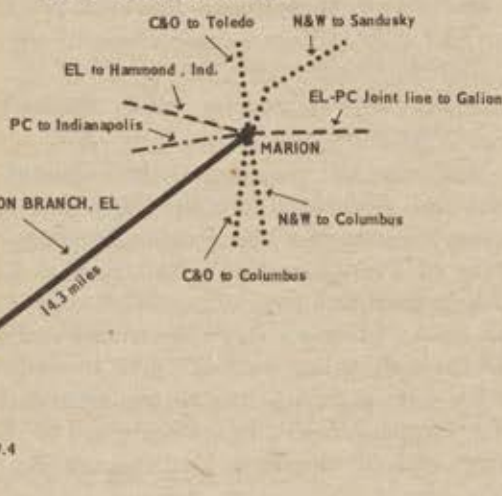 C&O to Toledo
N&W to Sandusky
EL to Hammond, Ind.
EL-PC Joint line to Galion
PC to Indianapolis
MARION
ON BRANCH, EL
N&W to Columbus
C&O to Columbus
14.3 miles
.4